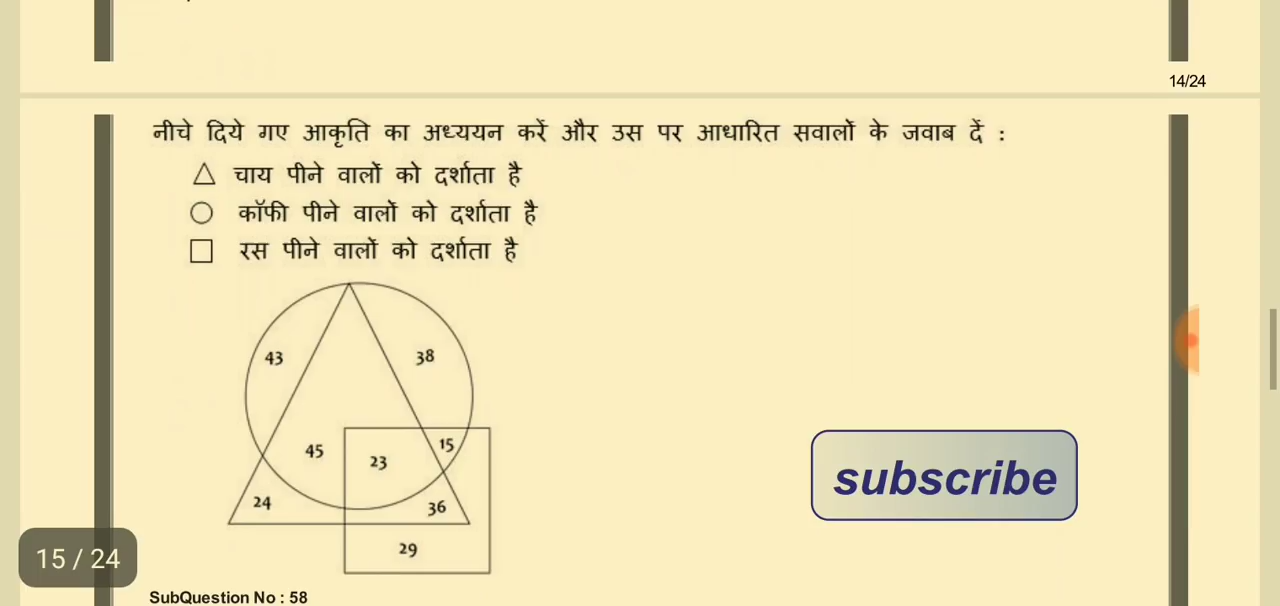 14/24
नीचे दिये गए आकृति का अध्ययन करें और उस पर आधारित सवालों के जवाब दें :
△ चाय पीने वालों को दर्शाता है
○ कॉफी पीने वालों को दर्शाता है
□ रस पीने वालों को दर्शाता है
43 38
45 23 15
24 36
29
subscribe
15 / 24
SubQuestion No : 58